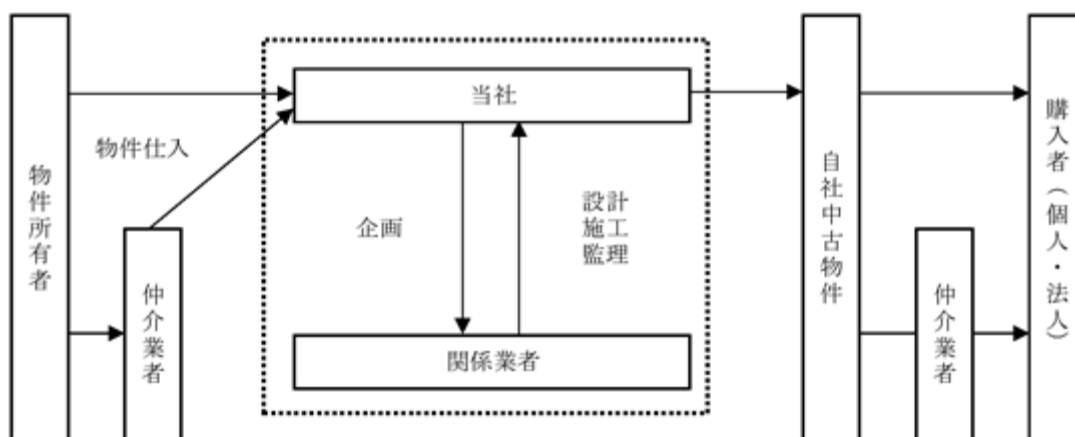 物件所有者
物件仕入
仲介業者
当社
企画
設計
施工
監理
関係業者
自社中古物件
仲介業者
購入者（個人・法人）